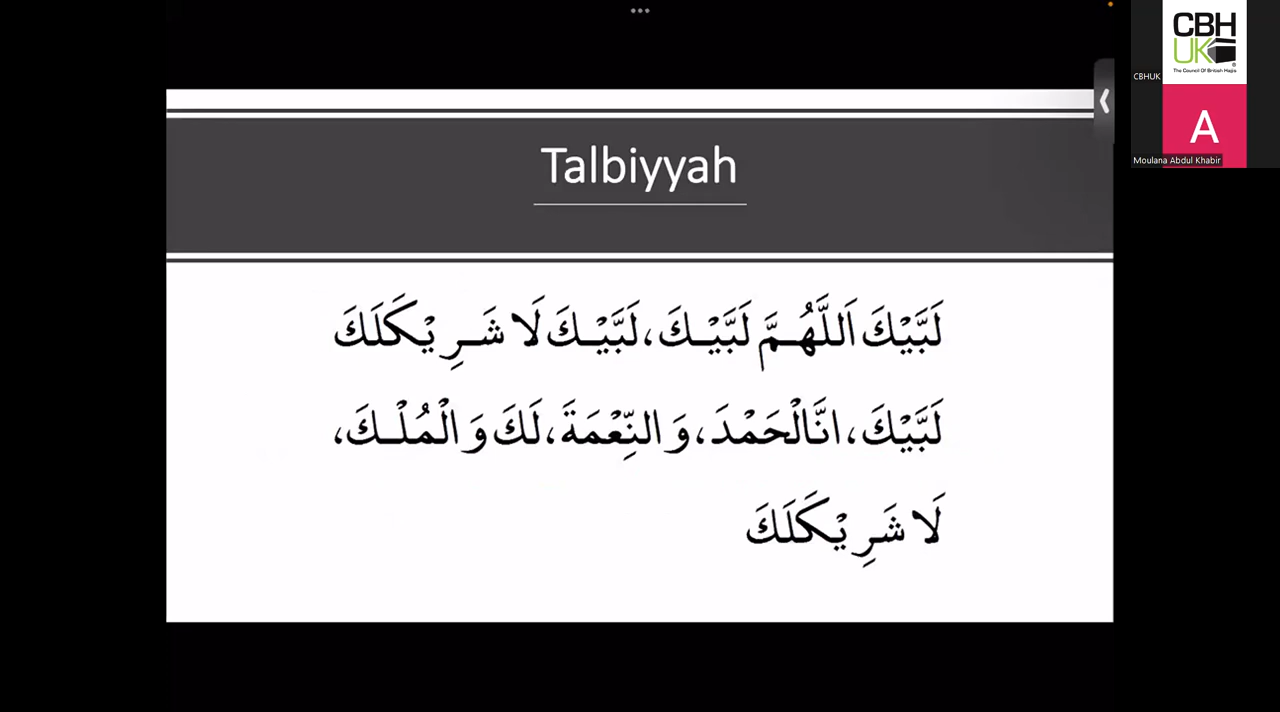 CBH
UK
The Council Of British Hajjis
CBHUK
A
Moulana Abdul Khabir
Talbiyyah
لَبَّيْكَ اَللَّهُمَّ لَبَّيْكَ، لَبَّيْكَ لَا شَرِيْكَلَكَ
لَبَّيْكَ، انَّالْحَمْدَ، وَ النِّعْمَةَ، لَكَ وَ الْمُلْكَ،
لَا شَرِيْكَلَكَ